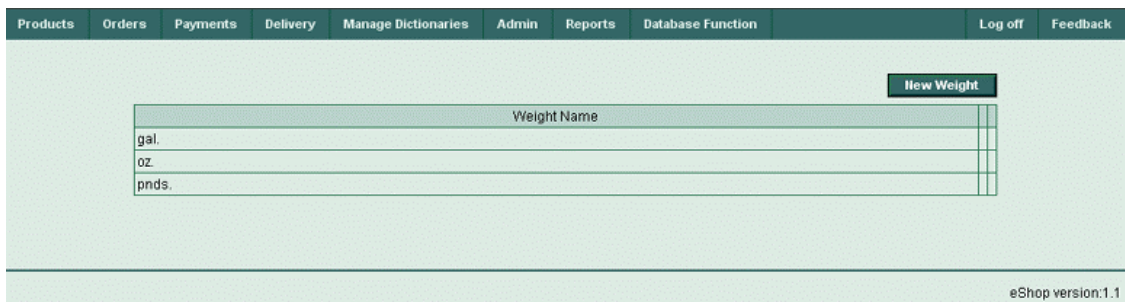 Products Orders Payments Delivery Manage Dictionaries Admin Reports Database Function Log off Feedback
New Weight
Weight Name
gal.
oz.
pnds.
eShop version:1.1